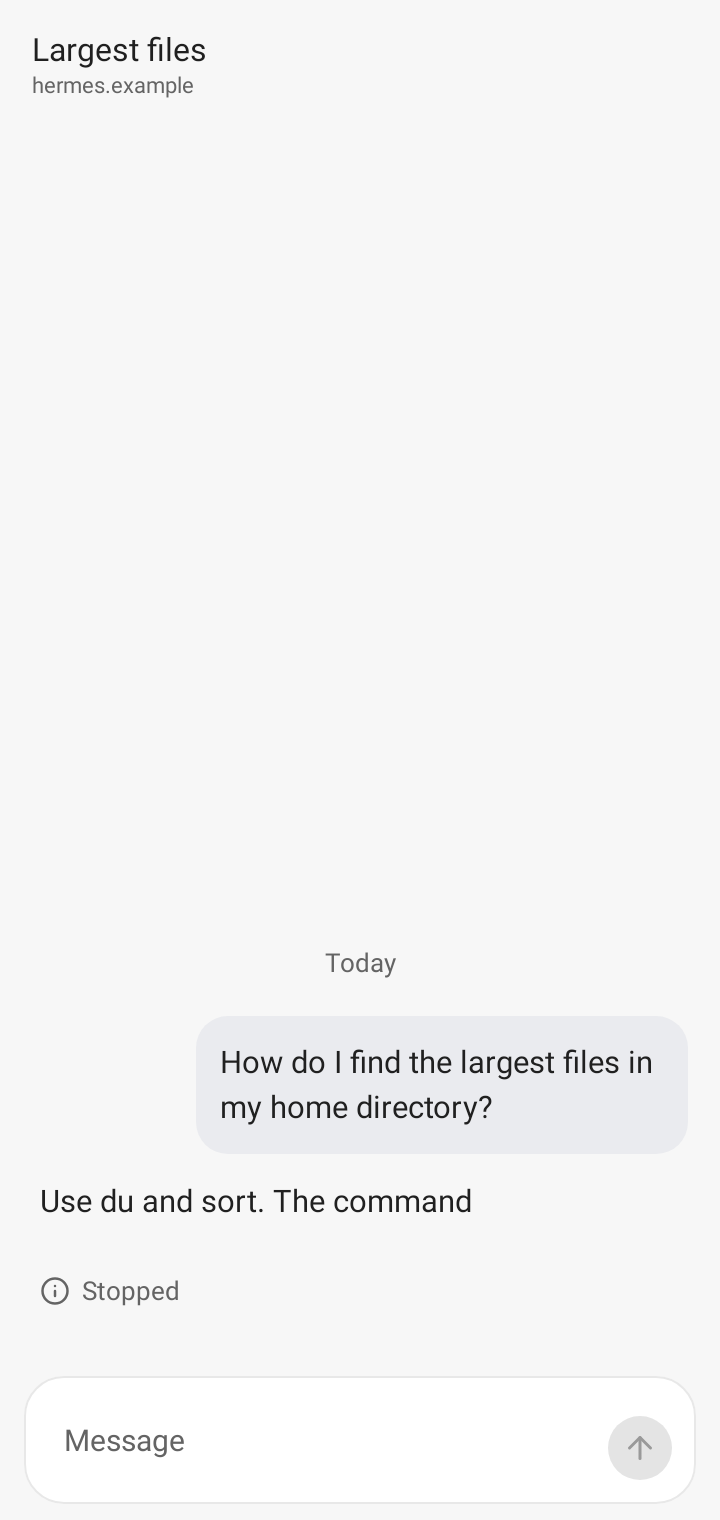 Largest files
hermes.example
Today
How do I find the largest files in
my home directory?
Use du and sort. The command
Stopped
Message